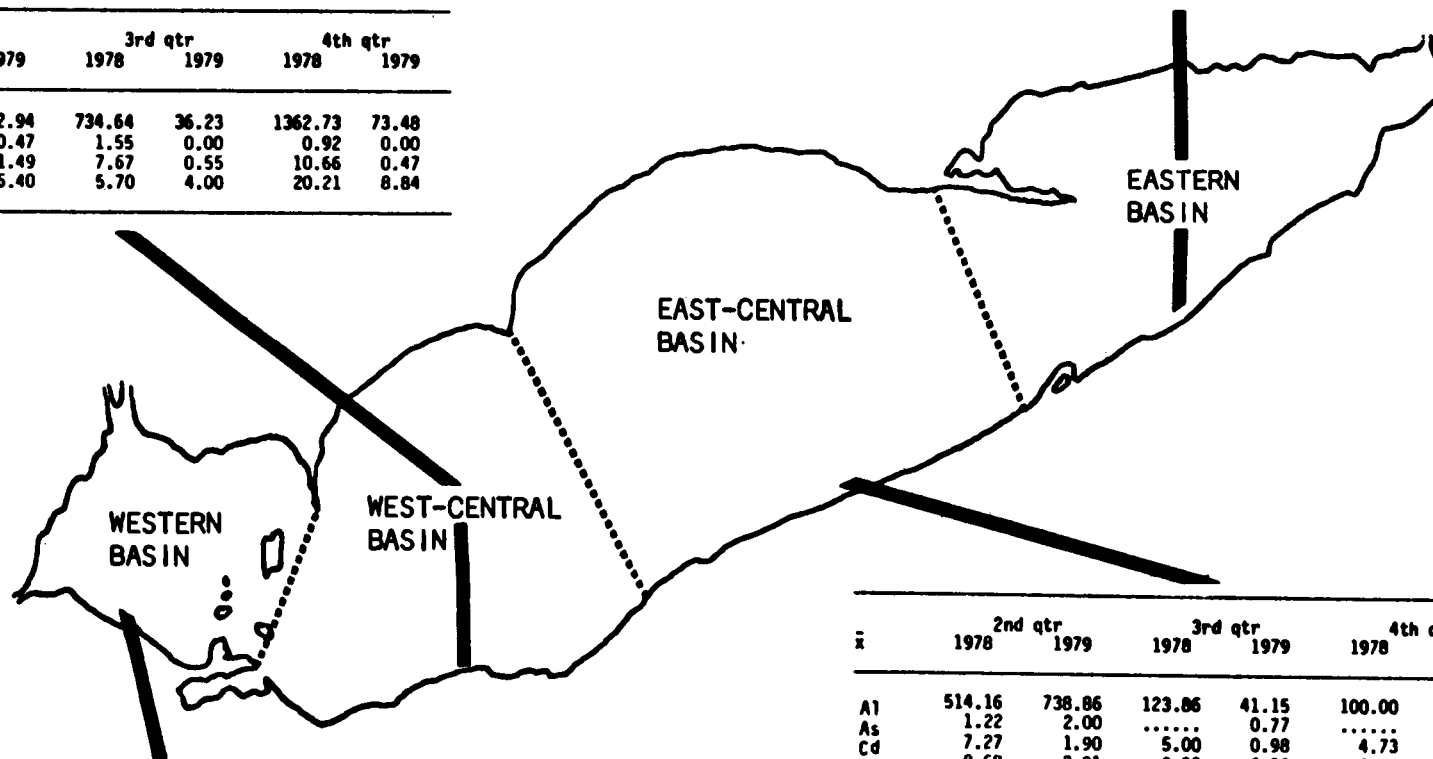 3rd qtr 4th qtr
979 1978 1979 1978 1979
2.94 734.64 36.23 1362.73 73.48
0.47 1.55 0.00 0.92 0.00
1.49 7.67 0.55 10.66 0.47
5.40 5.70 4.00 20.21 8.84
EASTERN
BASIN
EAST-CENTRAL
BASIN
WEST-CENTRAL
BASIN
WESTERN
BASIN
2nd qtr 3rd qtr 4th
x̄ 1978 1979 1978 1979 1978
Al 514.16 738.86 123.86 41.15 100.00
As 1.22 2.00 ...... 0.77 ......
Cd 7.27 1.90 5.00 0.98 4.73